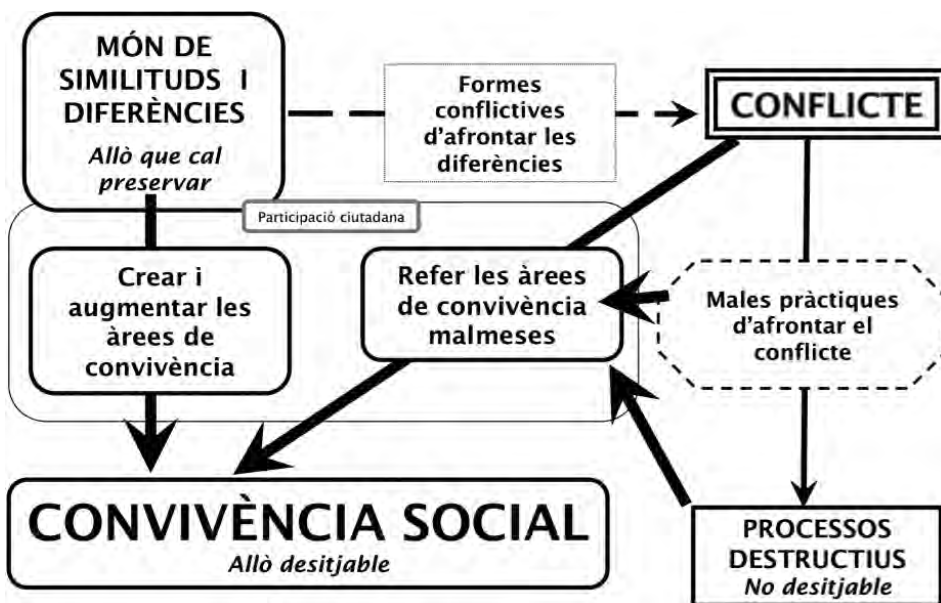 MÓN DE
SIMILITUDS I
DIFERÈNCIES
Allò que cal
preservar
Formes
conflictives
d'afrontar les
diferències
CONFLICTE
Participació ciutadana
Crear i
augmentar les
àrees de
convivència
Refer les àrees
de convivència
malmeses
Males pràctiques
d'afrontar el
conflicte
CONVIVÈNCIA SOCIAL
Allò desitjable
PROCESSOS
DESTRUCTIUS
No desitjable